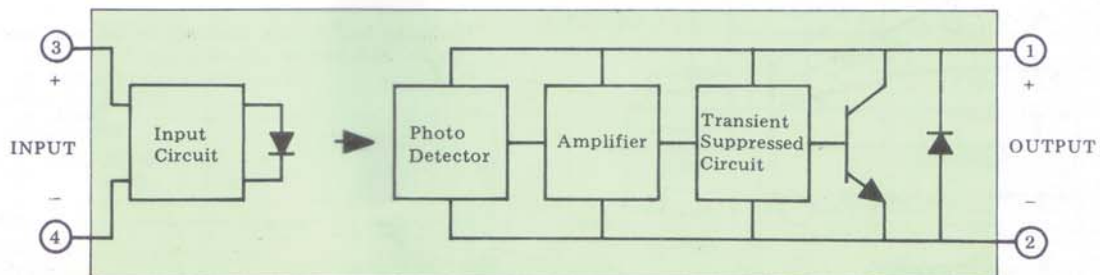 3
+
INPUT
−
4
Input
Circuit
Photo
Detector
Amplifier
Transient
Suppressed
Circuit
1
+
OUTPUT
−
2